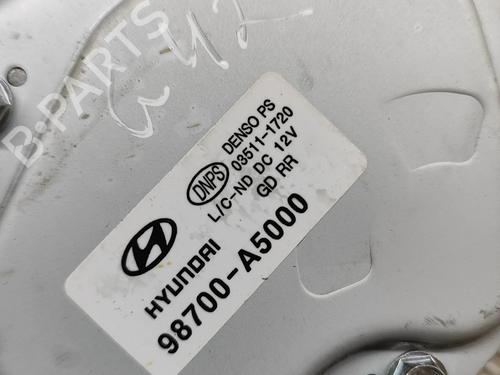 B-PARTS
DENSO PS
DNPS
03511-1720
L/C-ND DC 12V
GD RR
HYUNDAI
98700-A5000